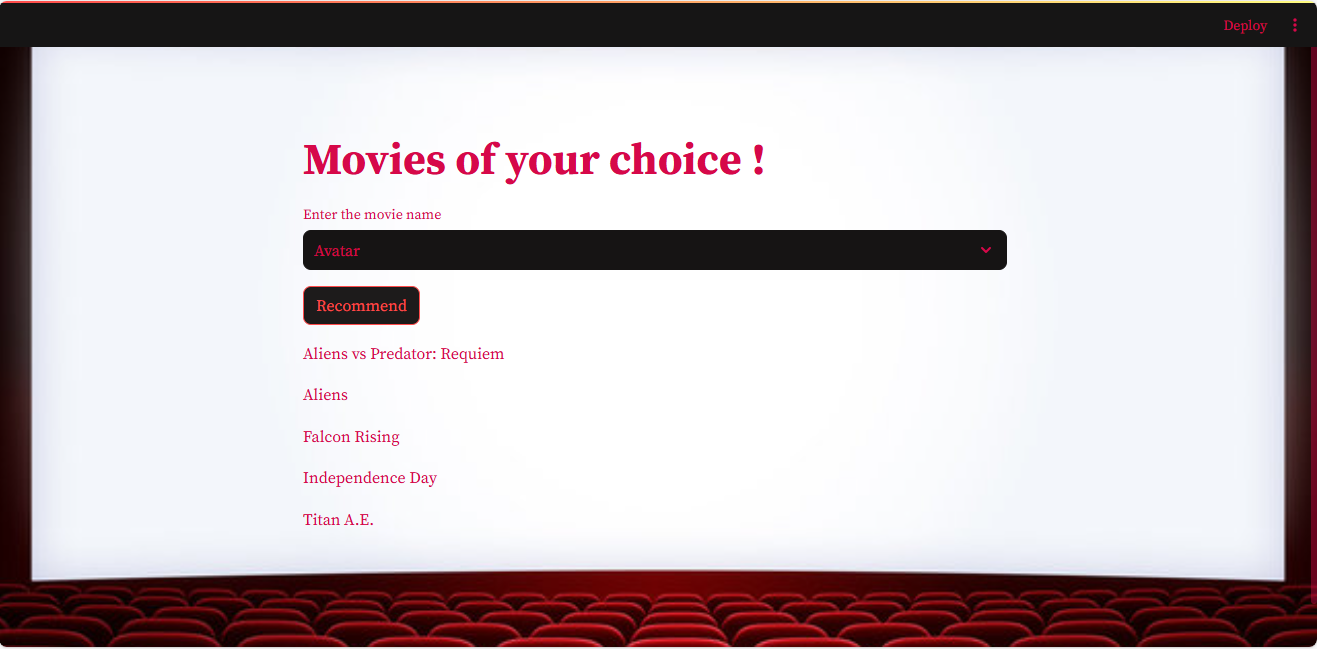 Deploy
Movies of your choice !
Enter the movie name
Avatar
Recommend
Aliens vs Predator: Requiem
Aliens
Falcon Rising
Independence Day
Titan A.E.